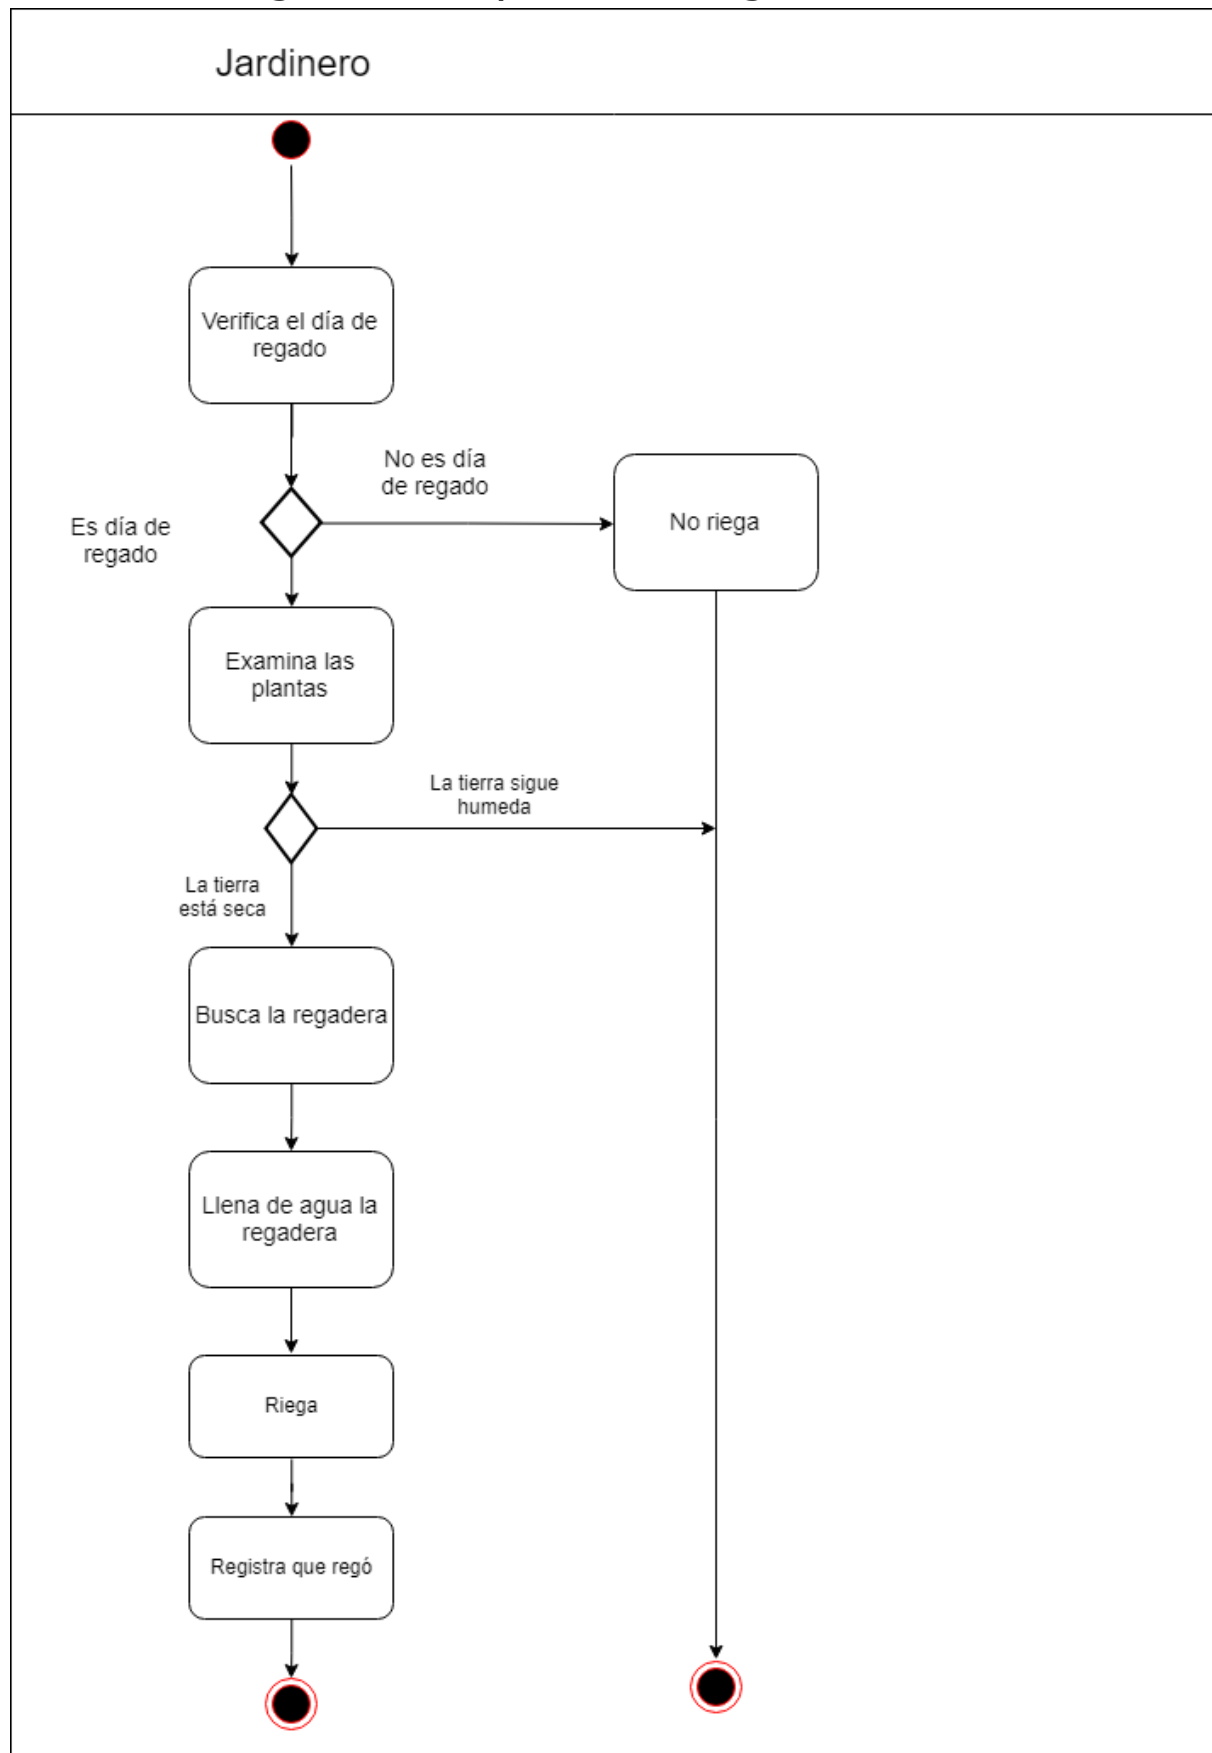 Jardinero
Verifica el día de
regado
No es día
de regado
No riega
Es día de
regado
Examina las
plantas
La tierra sigue
humeda
La tierra
está seca
Busca la regadera
Llena de agua la
regadera
Riega
Registra que regó